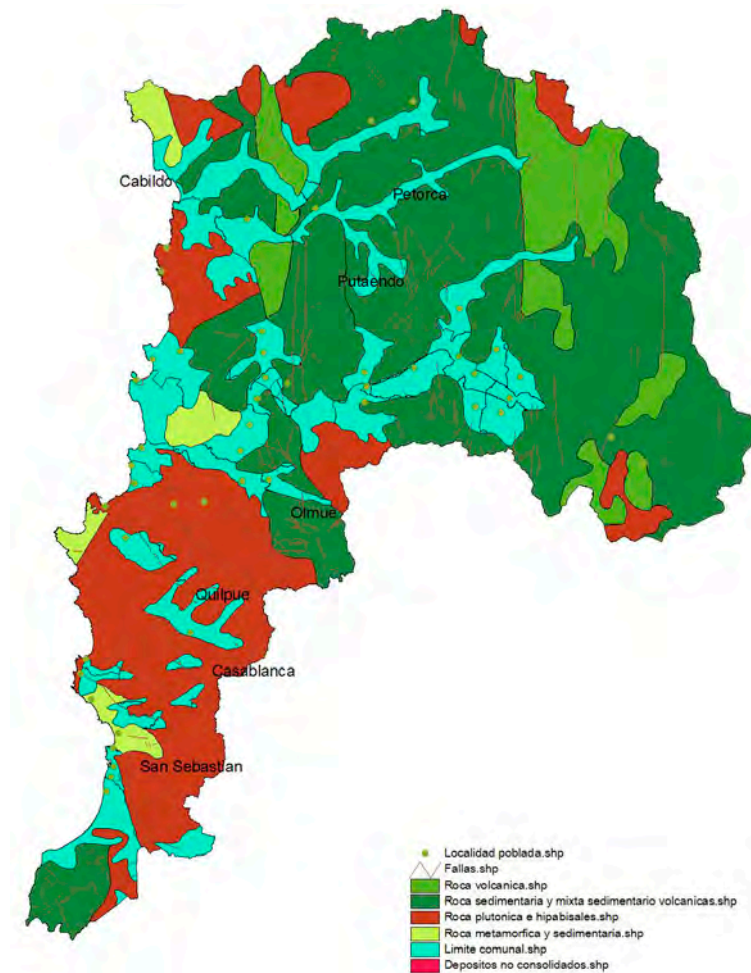 Cabildo
Petorca
Putaendo
Olmue
Quilpue
Casablanca
San Sebastían
Localidad poblada.shp
Fallas.shp
Roca volcanica.shp
Roca sedimentaria y mixta sedimentario volcanicas.shp
Roca plutonica e hipabisales.shp
Roca metamorfica y sedimentaria.shp
Limite comunal.shp
Depositos no consolidados.shp